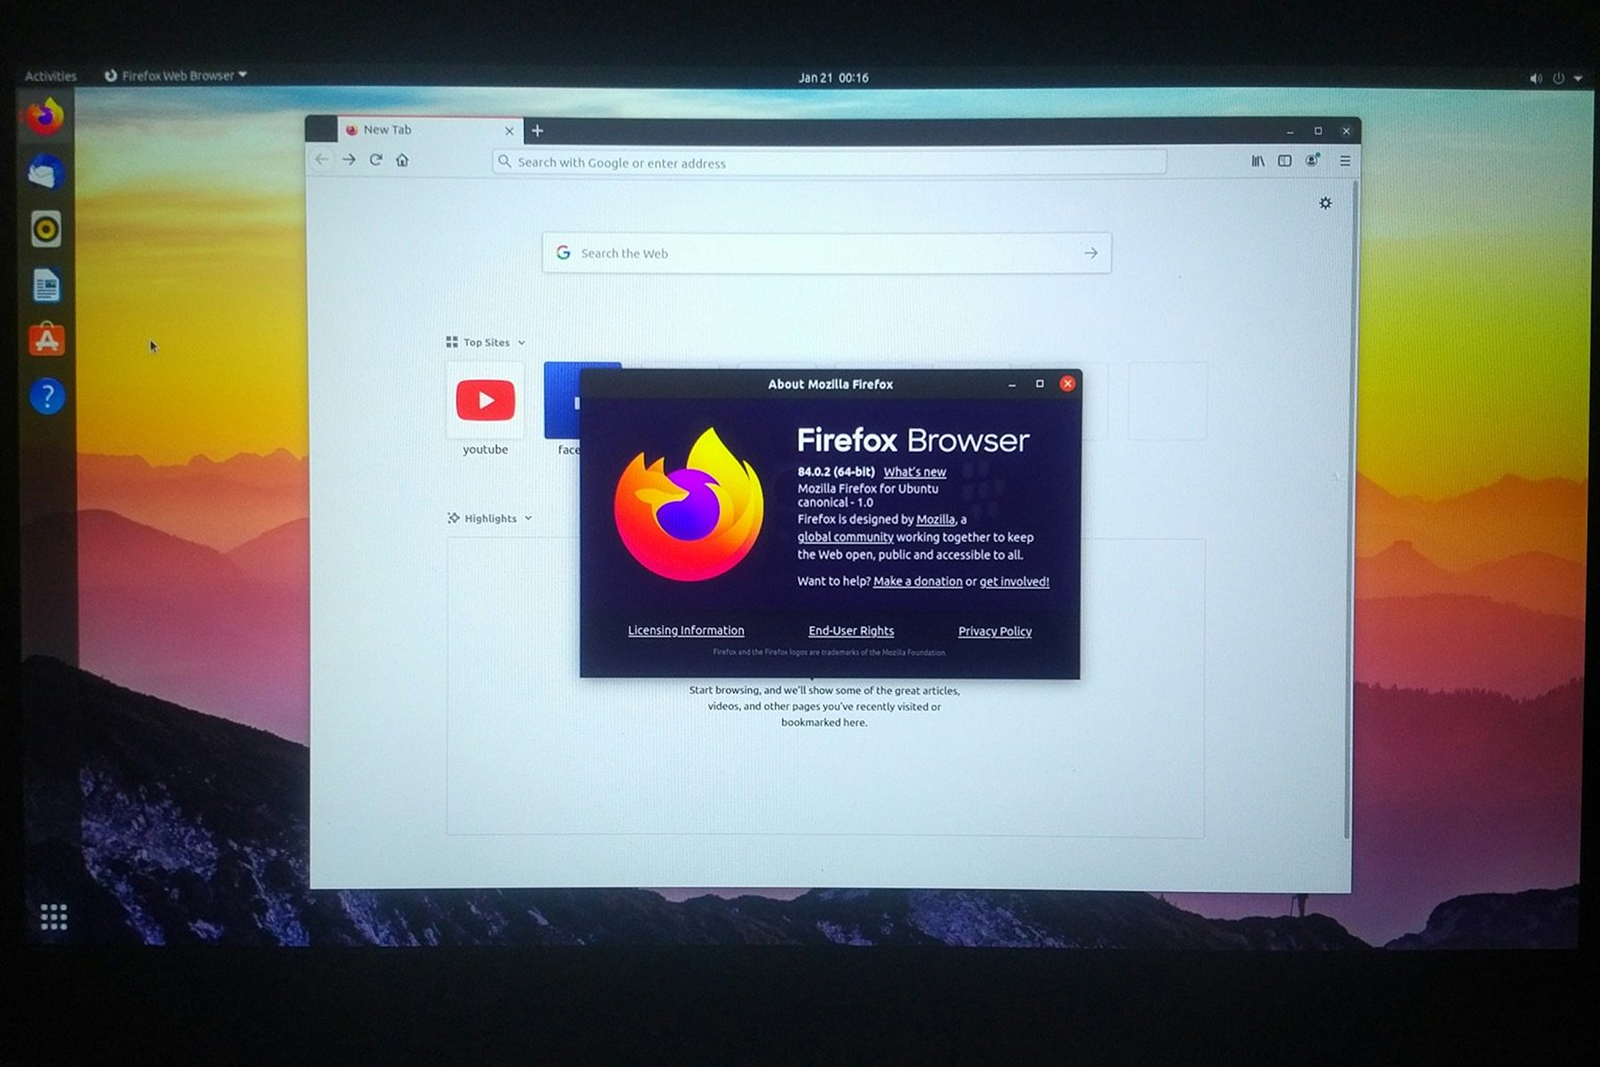 Activities
Firefox Web Browser
Jan 21 00:16
New Tab
Search with Google or enter address
Search the Web
Top Sites
youtube
face
About Mozilla Firefox
Firefox Browser
84.0.2 (64-bit) What's new
Mozilla Firefox for Ubuntu
canonical - 1.0
Firefox is designed by Mozilla, a
global community working together to keep
the Web open, public and accessible to all.
Want to help? Make a donation or get involved!
Licensing Information
End-User Rights
Privacy Policy
Firefox and the Firefox logos are trademarks of the Mozilla Foundation.
Highlights
Start browsing, and we'll show some of the great articles,
videos, and other pages you've recently visited or
bookmarked here.